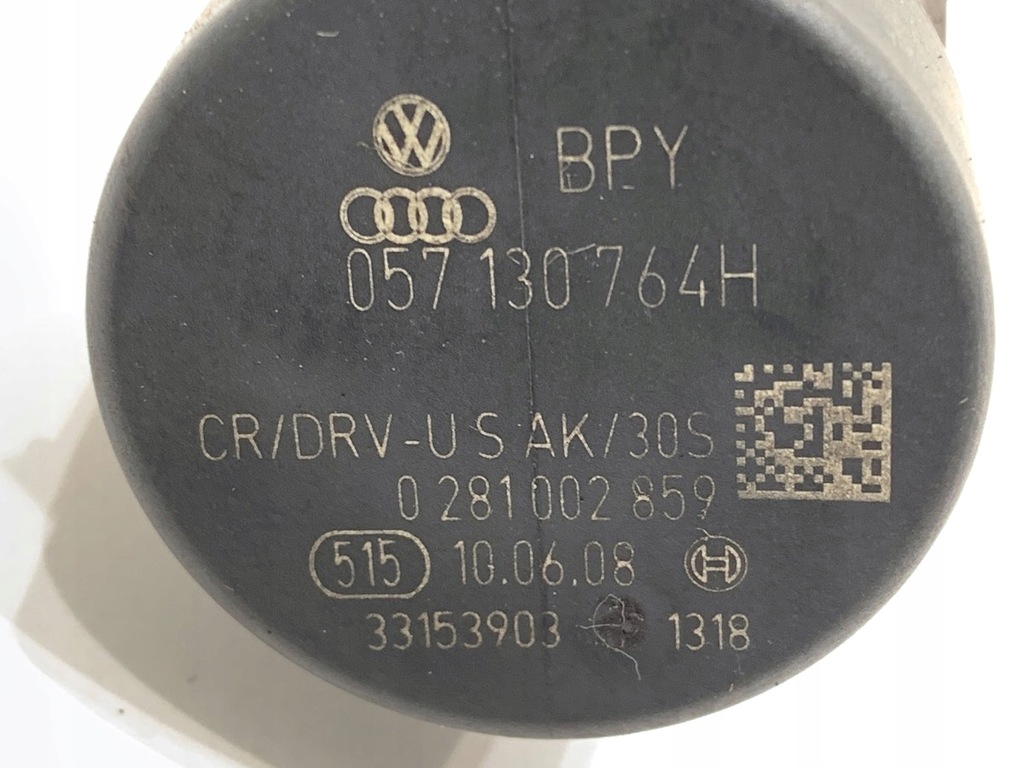 BPY
057 130 764H
CR/DRV-U S AK/30S
0 281 002 859
515 10.06.08
33153903 1318